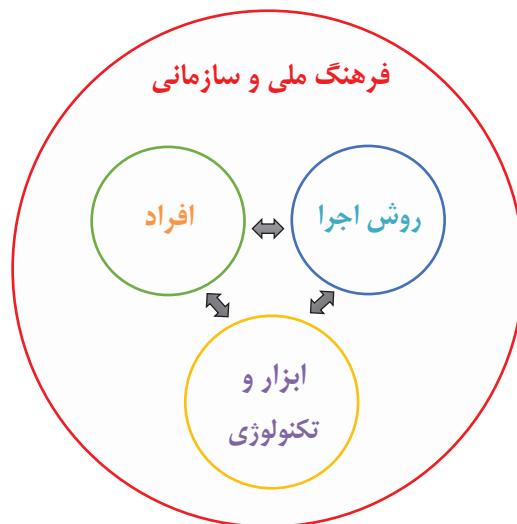 فرهنگ ملی و سازمانی
روش اجرا
افراد
ابزار و
تکنولوژی